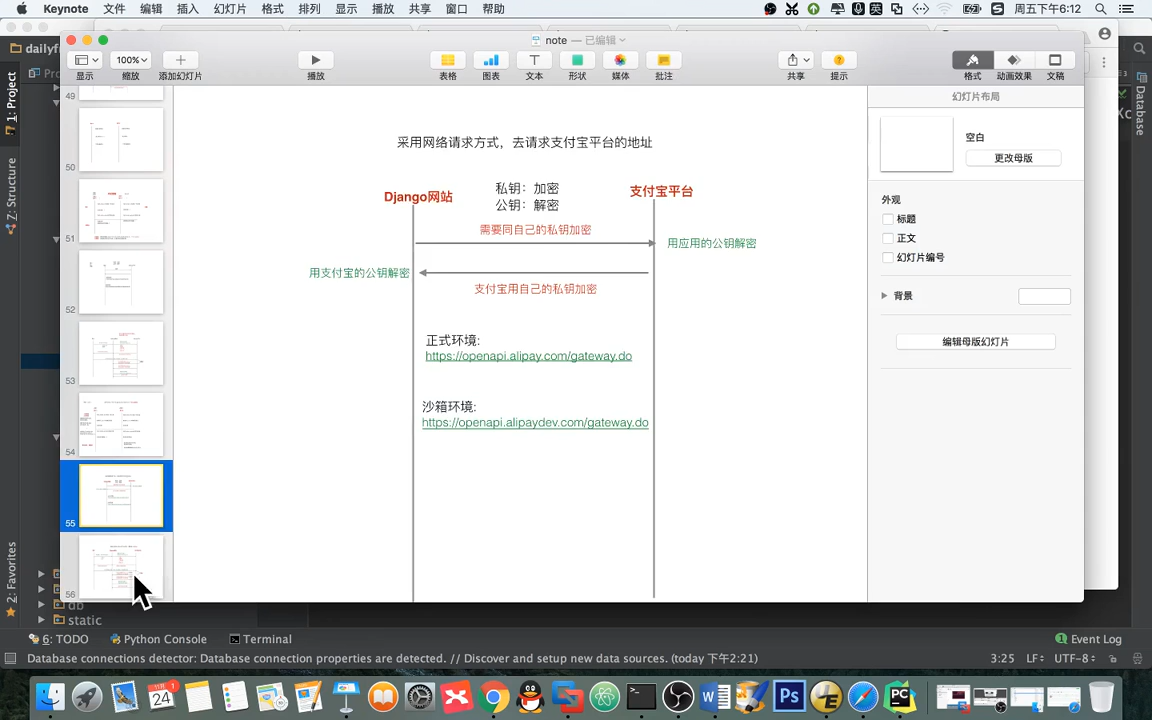 Keynote 文件 编辑 插入 幻灯片 格式 排列 显示 播放 共享 窗口 帮助
英
周五下午6:12
note — 已编辑
100%
显示 缩放 添加幻灯片 播放 表格 图表 文本 形状 媒体 批注 共享 提示 格式 动画效果 文稿
49
50
51
52
53
54
55
56
采用网络请求方式，去请求支付宝平台的地址
Django网站
私钥：加密
公钥：解密
支付宝平台
需要同自己的私钥加密
用应用的公钥解密
用支付宝的公钥解密
支付宝用自己的私钥加密
正式环境:
https://openapi.alipay.com/gateway.do
沙箱环境:
https://openapi.alipaydev.com/gateway.do
幻灯片布局
空白
更改母版
外观
标题
正文
幻灯片编号
背景
编辑母版幻灯片
dailyf
1: Project
Z: Structure
2: Favorites
Database
db
static
6: TODO Python Console Terminal
1 Event Log
Database connections detector: Database connection properties are detected. // Discover and setup new data sources. (today 下午2:21)
3:25 LF UTF-8
24
Ps
PC